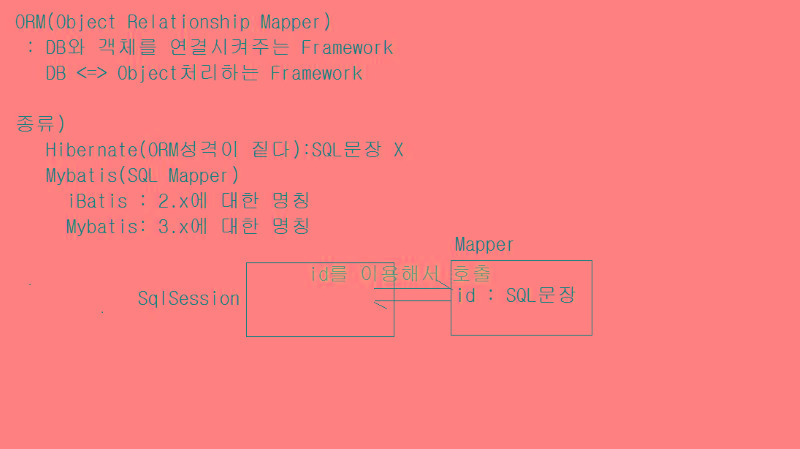 ORM(Object Relationship Mapper)
: DB와 객체를 연결시켜주는 Framework
DB <=> Object처리하는 Framework
종류)
Hibernate(ORM성격이 짙다):SQL문장 X
Mybatis(SQL Mapper)
iBatis : 2.x에 대한 명칭
Mybatis: 3.x에 대한 명칭
Mapper
id를 이용해서 호출
SqlSession
id : SQL문장